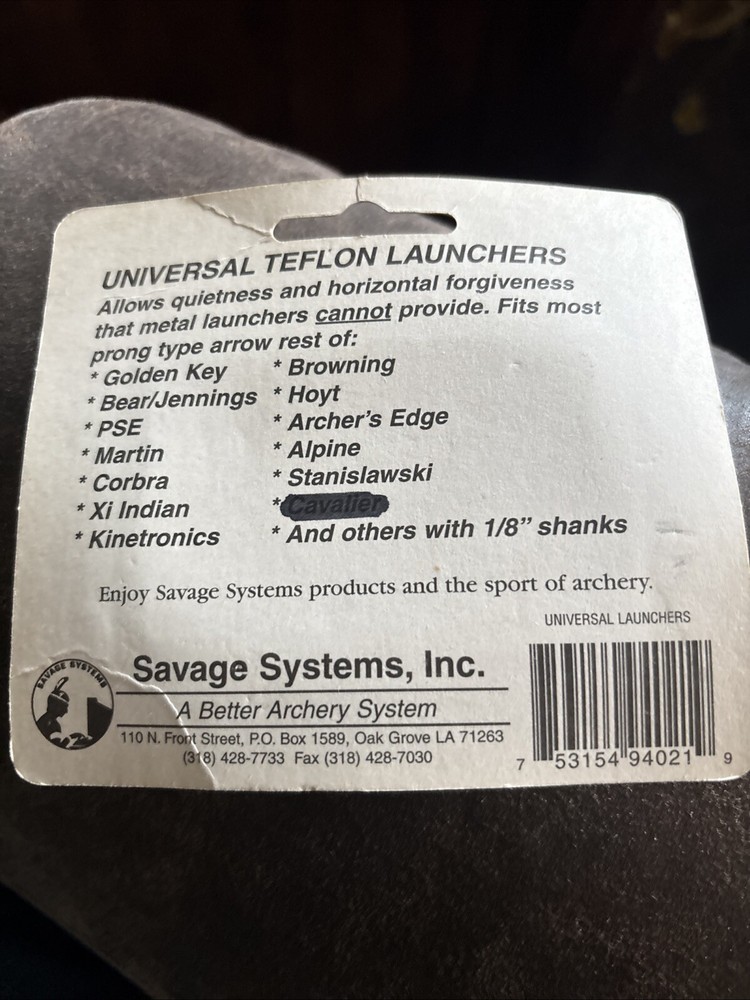 UNIVERSAL TEFLON LAUNCHERS
Allows quietness and horizontal forgiveness
that metal launchers cannot provide. Fits most
prong type arrow rest of:
* Golden Key
* Bear/Jennings
* PSE
* Martin
* Corbra
* Xi Indian
* Kinetronics
* Browning
* Hoyt
* Archer's Edge
* Alpine
* Stanislawski
* Cavalier
* And others with 1/8” shanks
Enjoy Savage Systems products and the sport of archery.
UNIVERSAL LAUNCHERS
SAVAGE SYSTEMS
Savage Systems, Inc.
A Better Archery System
110 N. Front Street, P.O. Box 1589, Oak Grove LA 71263
(318) 428-7733 Fax (318) 428-7030
7 53154 94021 9